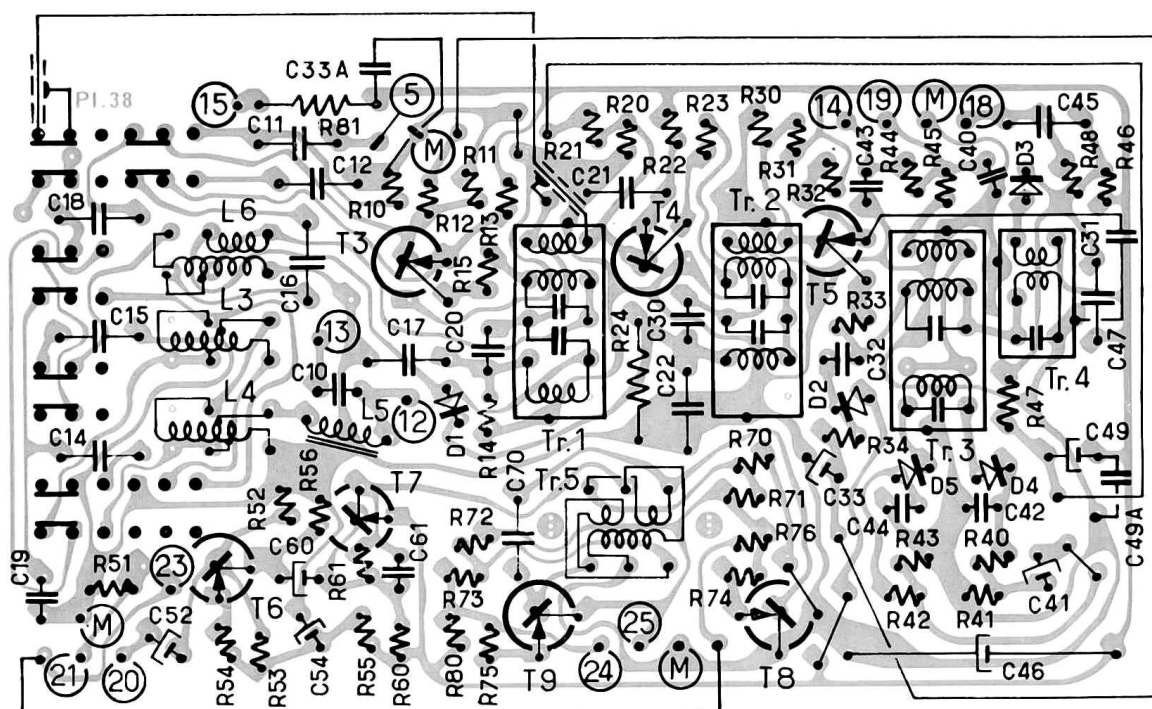 PI.38
C33A
15
5
C11
R81
M
C12
R11
R10
R12
R13
R21
R20
R23
R30
C21
R22
R31
R32
14
19
M
18
C43
R44
R45
C40
D3
C45
R48
R46
C18
L6
T3
R15
T4
Tr.2
T5
C31
L3
C16
C15
13
C17
C20
R24
C30
R33
C32
C47
Tr.4
L4
C10
L5
12
D1
R14
C22
D2
R47
C14
R56
Tr.1
R70
R34
Tr.3
C49
R52
T7
C70
Tr.5
R71
C33
D5
D4
C49A
C19
R51
23
C60
R61
C61
R72
R76
C44
R43
C42
R40
M
C52
T6
R73
R74
R42
R41
C41
21
20
R54
R53
C54
R55
R60
R80
R75
T9
24
25
M
T8
C46